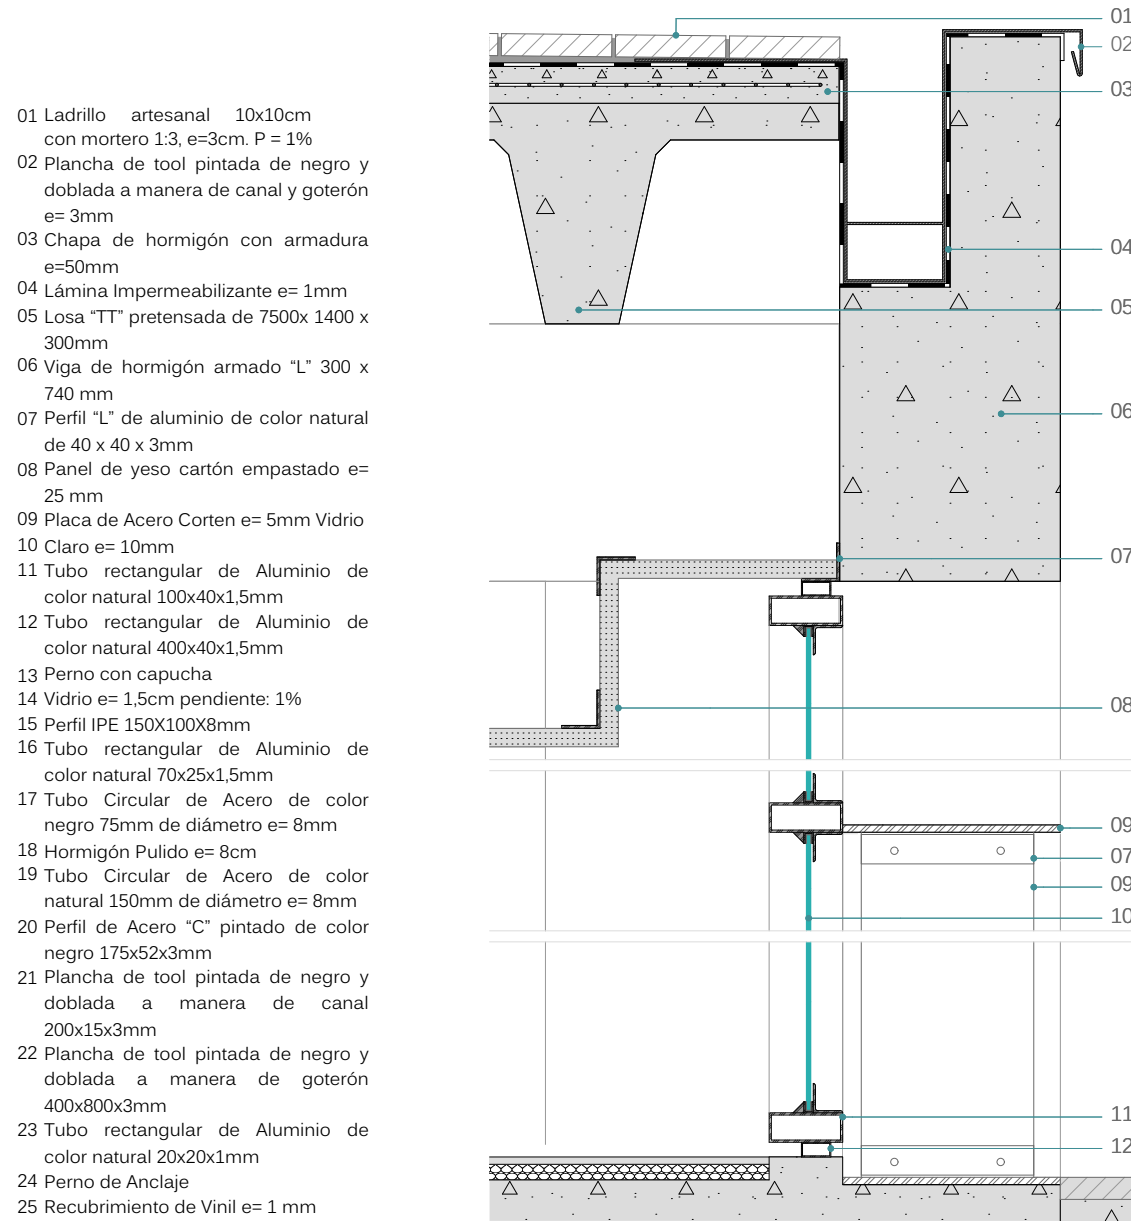 01 Ladrillo artesanal 10x10cm
con mortero 1:3, e=3cm. P = 1%
02 Plancha de tool pintada de negro y
doblada a manera de canal y goterón
e= 3mm
03 Chapa de hormigón con armadura
e=50mm
04 Lámina Impermeabilizante e= 1mm
05 Losa “TT” pretensada de 7500x 1400 x
300mm
06 Viga de hormigón armado “L” 300 x
740 mm
07 Perfil “L” de aluminio de color natural
de 40 x 40 x 3mm
08 Panel de yeso cartón empastado e=
25 mm
09 Placa de Acero Corten e= 5mm Vidrio
10 Claro e= 10mm
11 Tubo rectangular de Aluminio de
color natural 100x40x1,5mm
12 Tubo rectangular de Aluminio de
color natural 400x40x1,5mm
13 Perno con capucha
14 Vidrio e= 1,5cm pendiente: 1%
15 Perfil IPE 150X100X8mm
16 Tubo rectangular de Aluminio de
color natural 70x25x1,5mm
17 Tubo Circular de Acero de color
negro 75mm de diámetro e= 8mm
18 Hormigón Pulido e= 8cm
19 Tubo Circular de Acero de color
natural 150mm de diámetro e= 8mm
20 Perfil de Acero “C” pintado de color
negro 175x52x3mm
21 Plancha de tool pintada de negro y
doblada a manera de canal
200x15x3mm
22 Plancha de tool pintada de negro y
doblada a manera de goterón
400x800x3mm
23 Tubo rectangular de Aluminio de
color natural 20x20x1mm
24 Perno de Anclaje
25 Recubrimiento de Vinil e= 1 mm
01
02
03
04
05
06
07
08
09
07
09
10
11
12